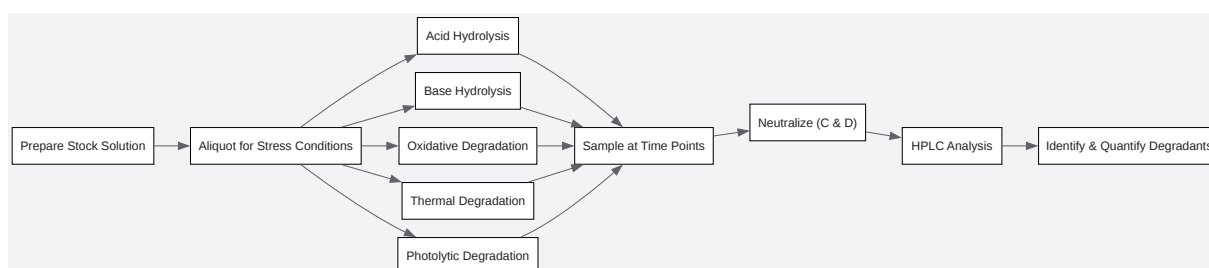 Prepare Stock Solution
Aliquot for Stress Conditions
Acid Hydrolysis
Base Hydrolysis
Oxidative Degradation
Thermal Degradation
Photolytic Degradation
Sample at Time Points
Neutralize (C & D)
HPLC Analysis
Identify & Quantify Degradants